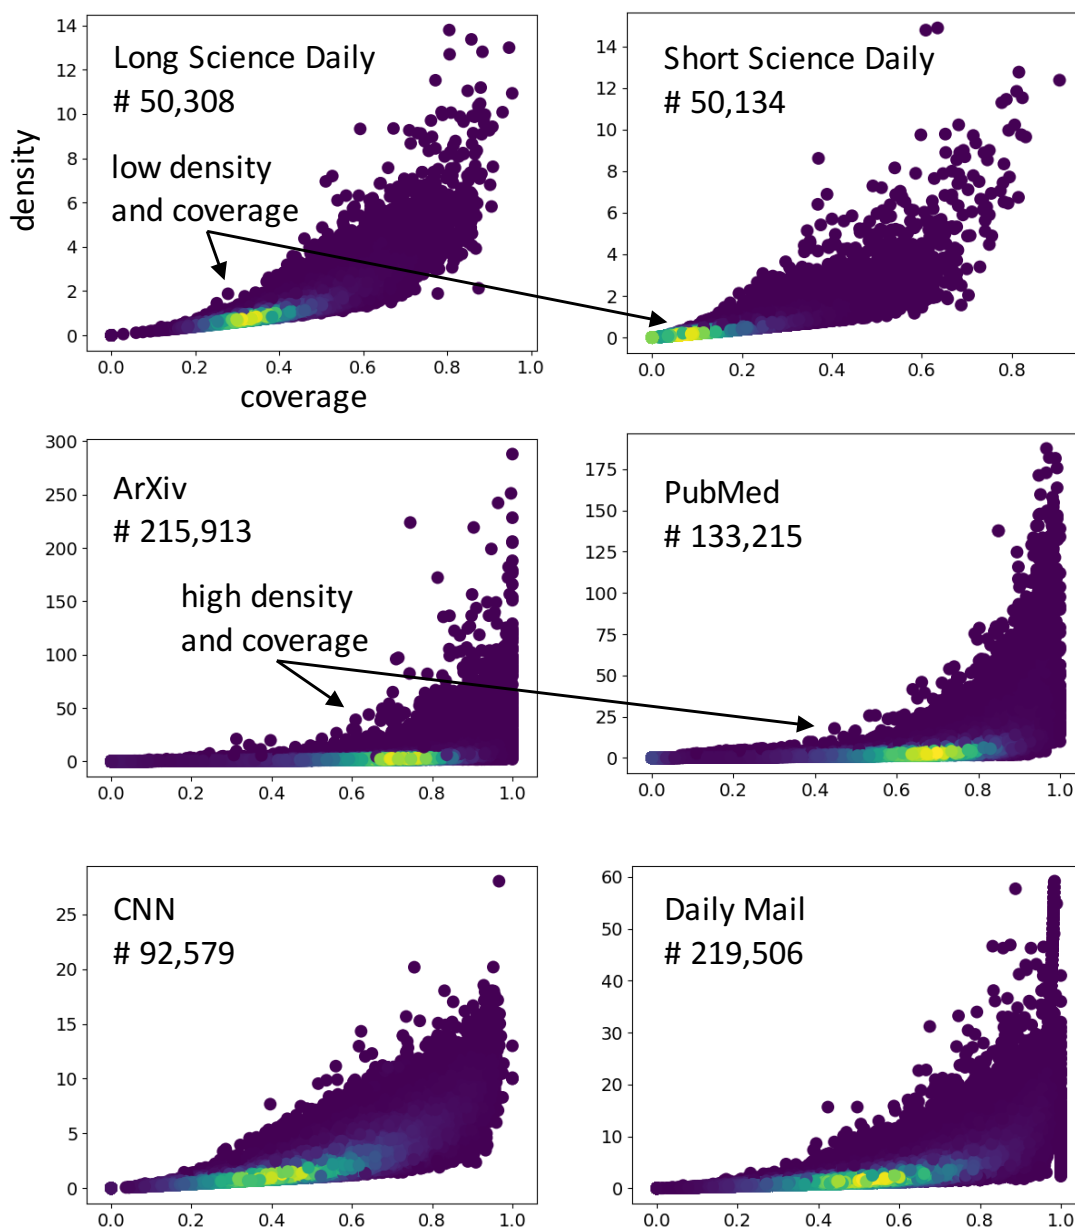 Long Science Daily
# 50,308
low density
and coverage
density
14
12
10
8
6
4
2
0
0.0 0.2 0.4 0.6 0.8 1.0
coverage
Short Science Daily
# 50,134
14
12
10
8
6
4
2
0
0.0 0.2 0.4 0.6 0.8
ArXiv
# 215,913
high density
and coverage
300
250
200
150
100
50
0
0.0 0.2 0.4 0.6 0.8 1.0
PubMed
# 133,215
175
150
125
100
75
50
25
0
0.0 0.2 0.4 0.6 0.8 1.0
CNN
# 92,579
25
20
15
10
5
0
0.0 0.2 0.4 0.6 0.8 1.0
Daily Mail
# 219,506
60
50
40
30
20
10
0
0.0 0.2 0.4 0.6 0.8 1.0